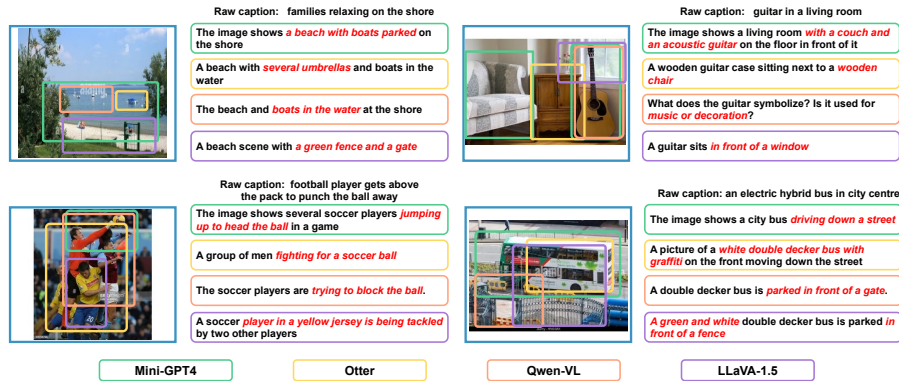 Raw caption: families relaxing on the shore
The image shows a beach with boats parked on
the shore
A beach with several umbrellas and boats in the
water
The beach and boats in the water at the shore
A beach scene with a green fence and a gate
Raw caption: guitar in a living room
The image shows a living room with a couch and
an acoustic guitar on the floor in front of it
A wooden guitar case sitting next to a wooden
chair
What does the guitar symbolize? Is it used for
music or decoration?
A guitar sits in front of a window
Raw caption: football player gets above
the pack to punch the ball away
The image shows several soccer players jumping
up to head the ball in a game
A group of men fighting for a soccer ball
The soccer players are trying to block the ball.
A soccer player in a yellow jersey is being tackled
by two other players
20
Raw caption: an electric hybrid bus in city centre
The image shows a city bus driving down a street
A picture of a white double decker bus with
graffiti on the front moving down the street
A double decker bus is parked in front of a gate.
A green and white double decker bus is parked in
front of a fence
Mini-GPT4
Otter
Qwen-VL
LLaVA-1.5